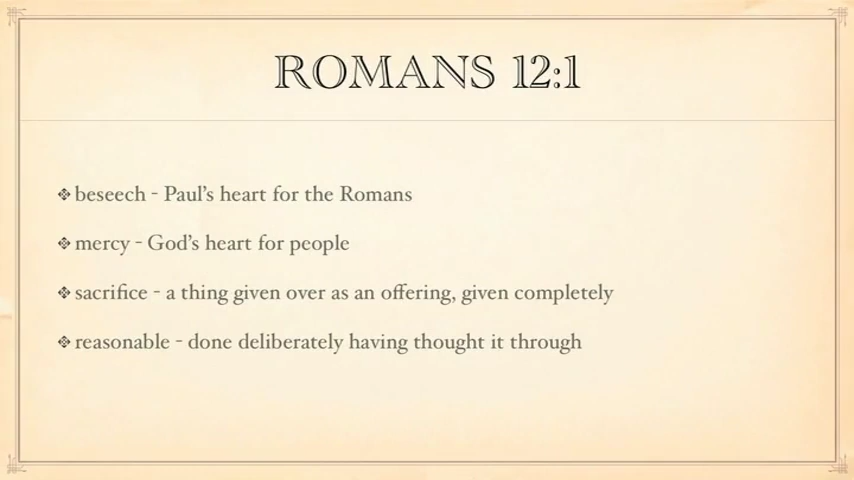 ROMANS 12:1
beseech - Paul's heart for the Romans
mercy - God's heart for people
sacrifice - a thing given over as an offering, given completely
reasonable - done deliberately having thought it through